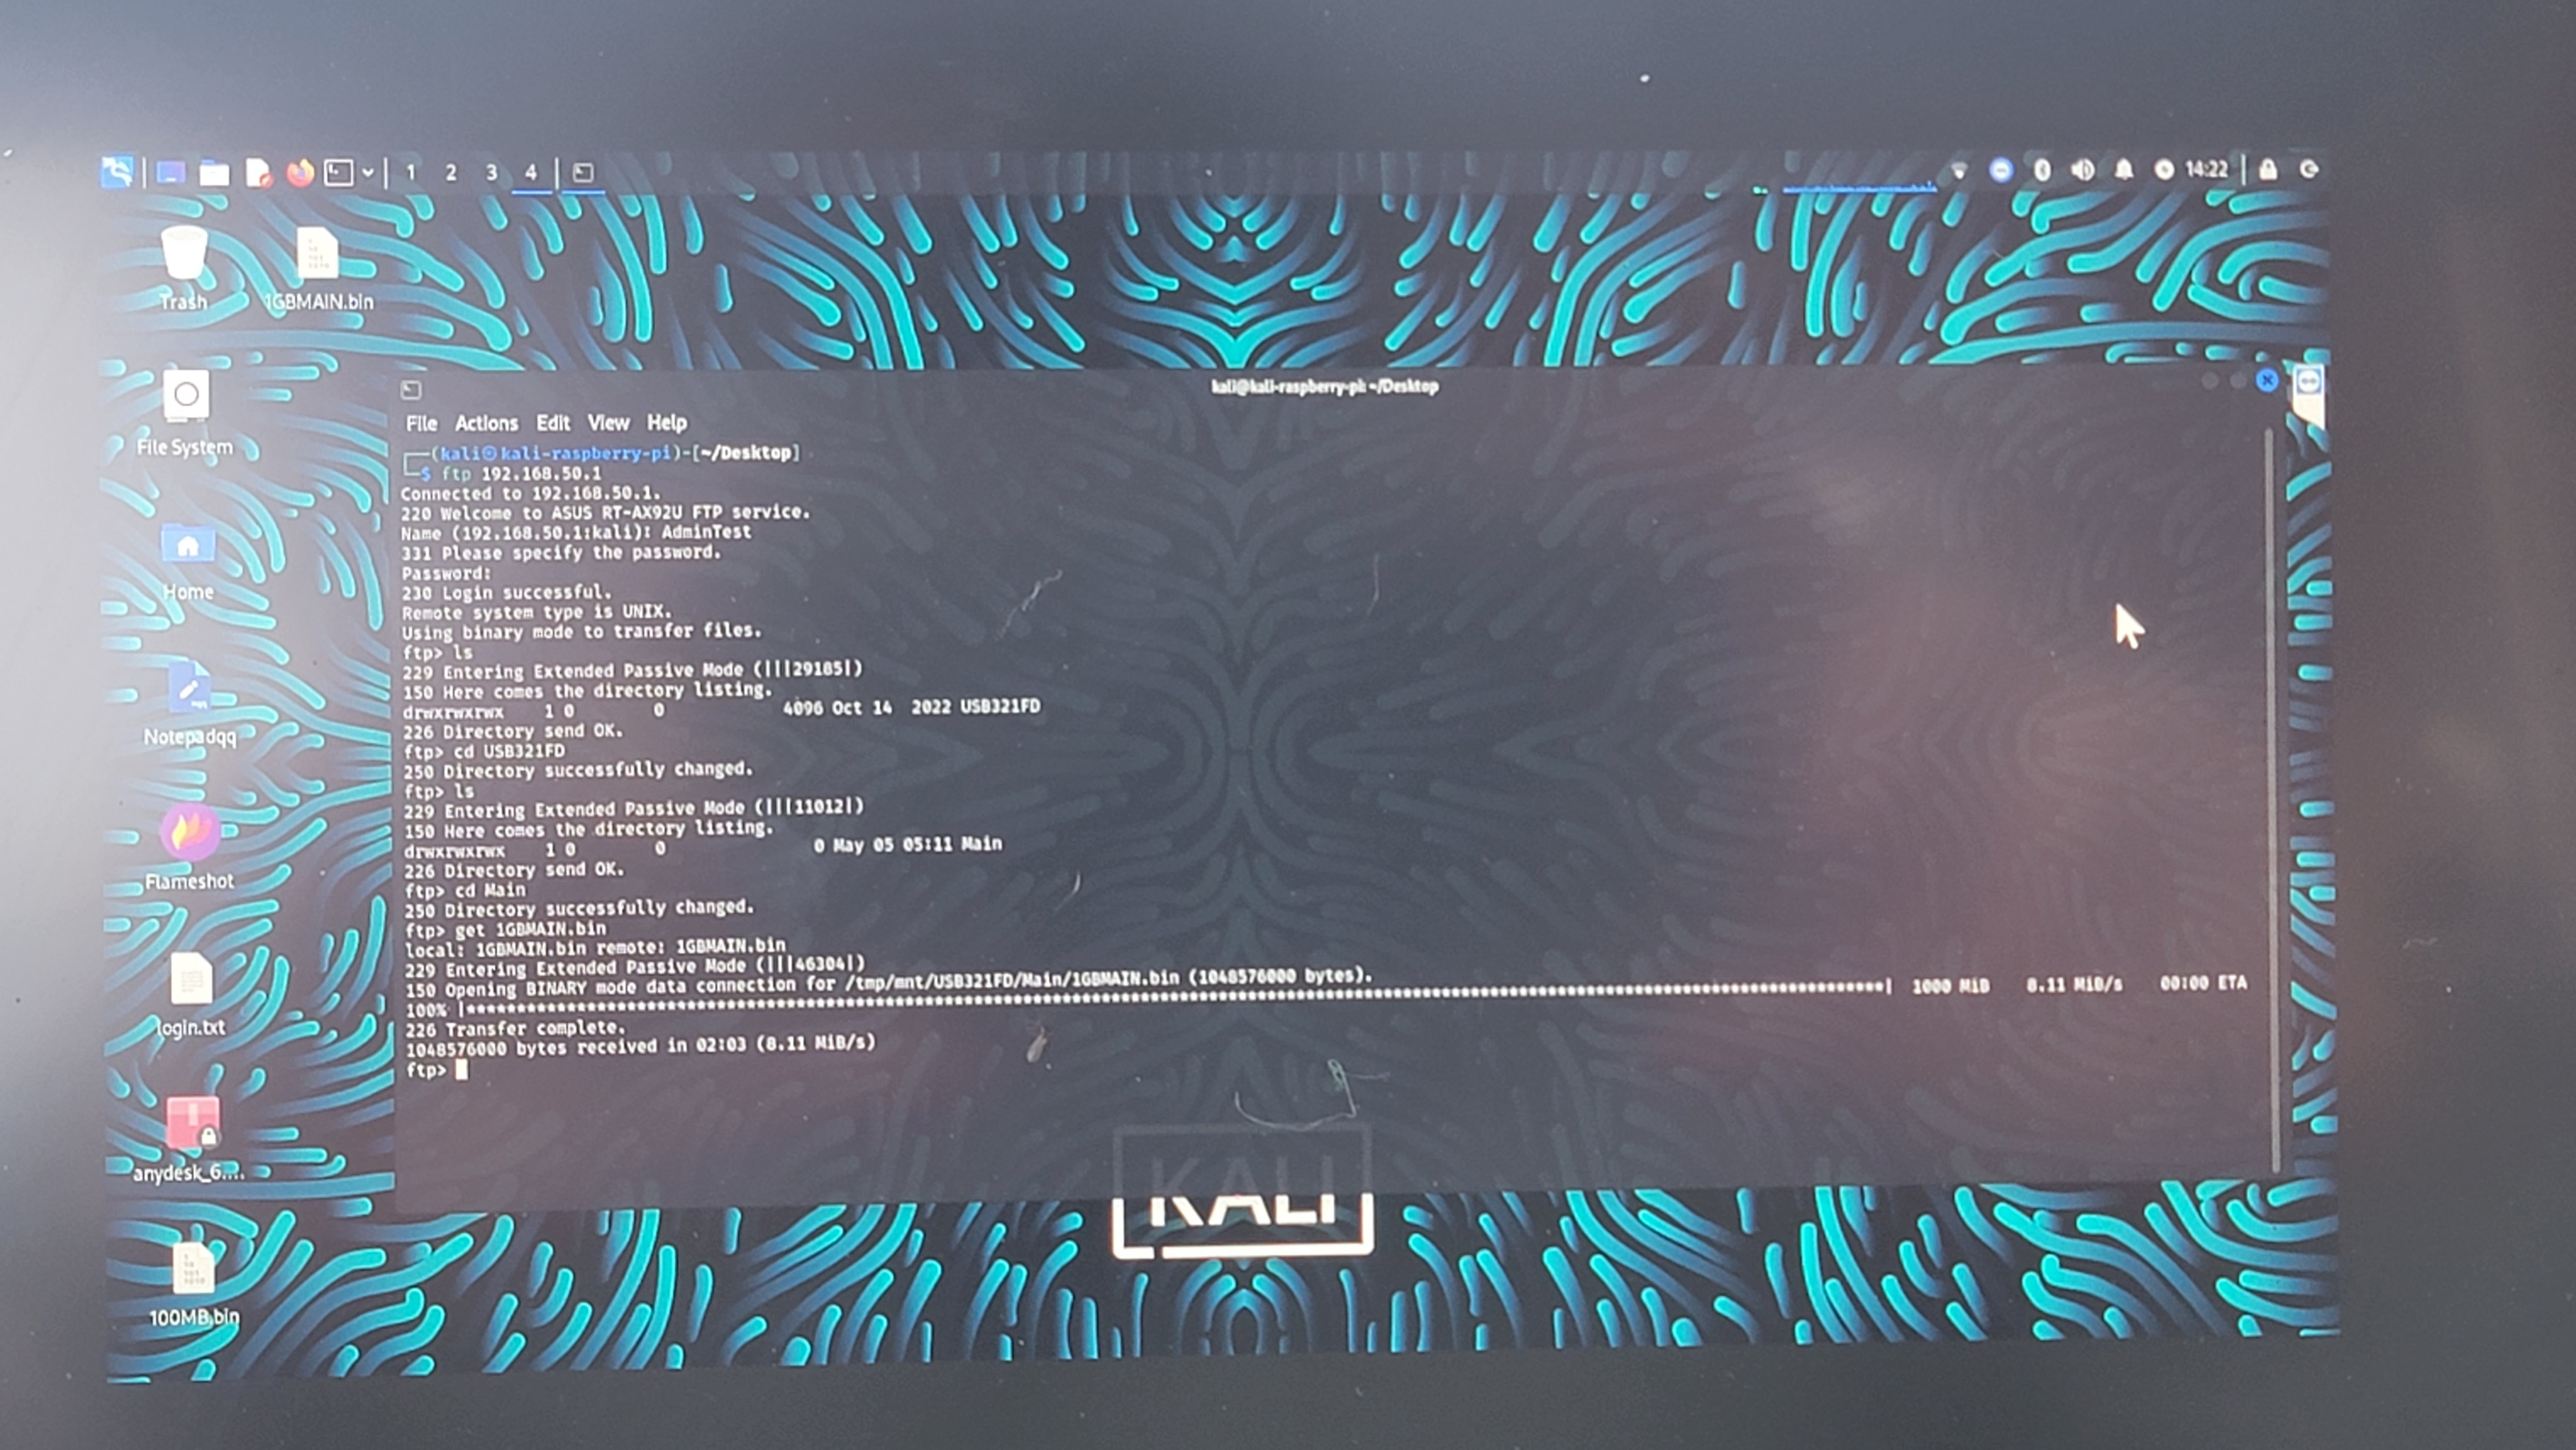 1 2 3 4
14:22
Trash
1GBMAIN.bin
File System
Home
Notepadqq
Flameshot
login.txt
anydesk_6....
100MB.bin
kali@kali-raspberry-pi: ~/Desktop
File Actions Edit View Help
┌──(kali㉿kali-raspberry-pi)-[~/Desktop]
└─$ ftp 192.168.50.1
Connected to 192.168.50.1.
220 Welcome to ASUS RT-AX92U FTP service.
Name (192.168.50.1:kali): AdminTest
331 Please specify the password.
Password:
230 Login successful.
Remote system type is UNIX.
Using binary mode to transfer files.
ftp> ls
229 Entering Extended Passive Mode (|||29185|)
150 Here comes the directory listing.
drwxrwxrwx 1 0 0 4096 Oct 14 2022 USB321FD
226 Directory send OK.
ftp> cd USB321FD
250 Directory successfully changed.
ftp> ls
229 Entering Extended Passive Mode (|||11012|)
150 Here comes the directory listing.
drwxrwxrwx 1 0 0 0 May 05 05:11 Main
226 Directory send OK.
ftp> cd Main
250 Directory successfully changed.
ftp> get 1GBMAIN.bin
local: 1GBMAIN.bin remote: 1GBMAIN.bin
229 Entering Extended Passive Mode (|||46304|)
150 Opening BINARY mode data connection for /tmp/mnt/USB321FD/Main/1GBMAIN.bin (1048576000 bytes).
100% |***********************************************************************| 1000 MiB 8.11 MiB/s 00:00 ETA
226 Transfer complete.
1048576000 bytes received in 02:03 (8.11 MiB/s)
ftp>
KALI